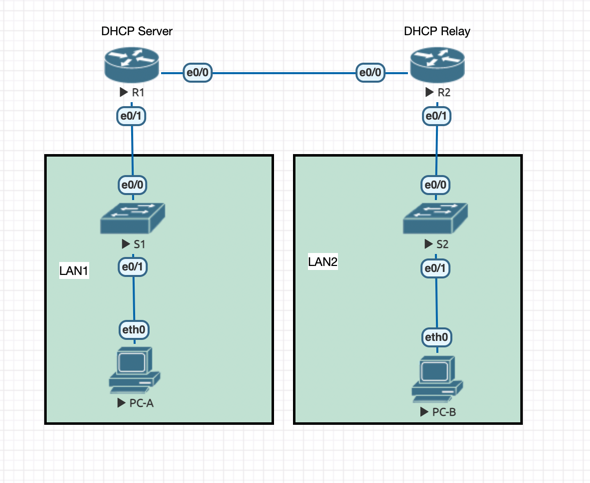 DHCP Server
DHCP Relay
e0/0
e0/0
R1
R2
e0/1
e0/1
e0/0
e0/0
S1
S2
LAN1
LAN2
e0/1
e0/1
eth0
eth0
PC-A
PC-B